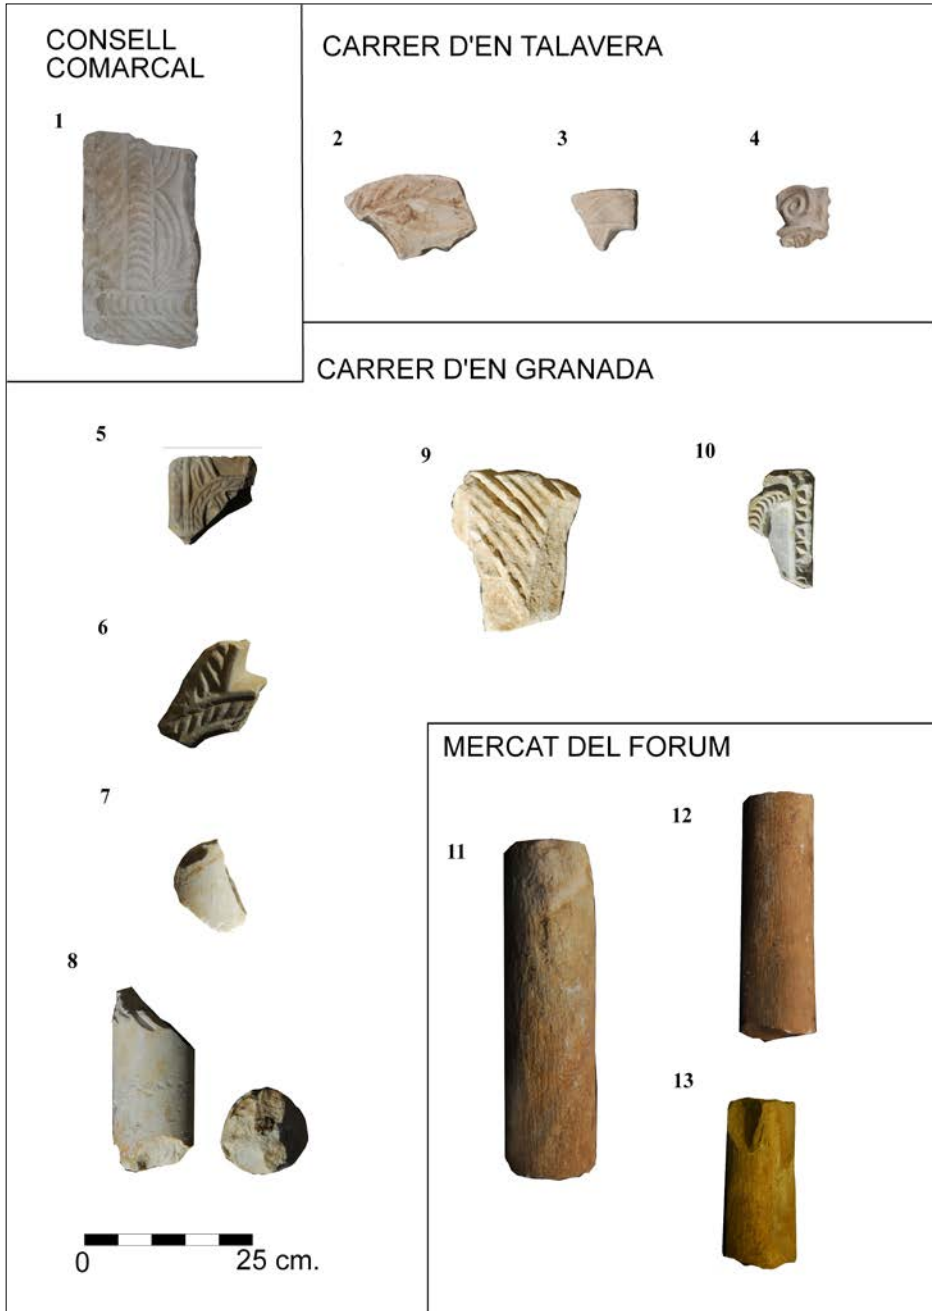 CONSELL
COMARCAL
1
CARRER D'EN TALAVERA
2
3
4
CARRER D'EN GRANADA
5
9
10
6
7
8
MERCAT DEL FORUM
11
12
13
0
25 cm.